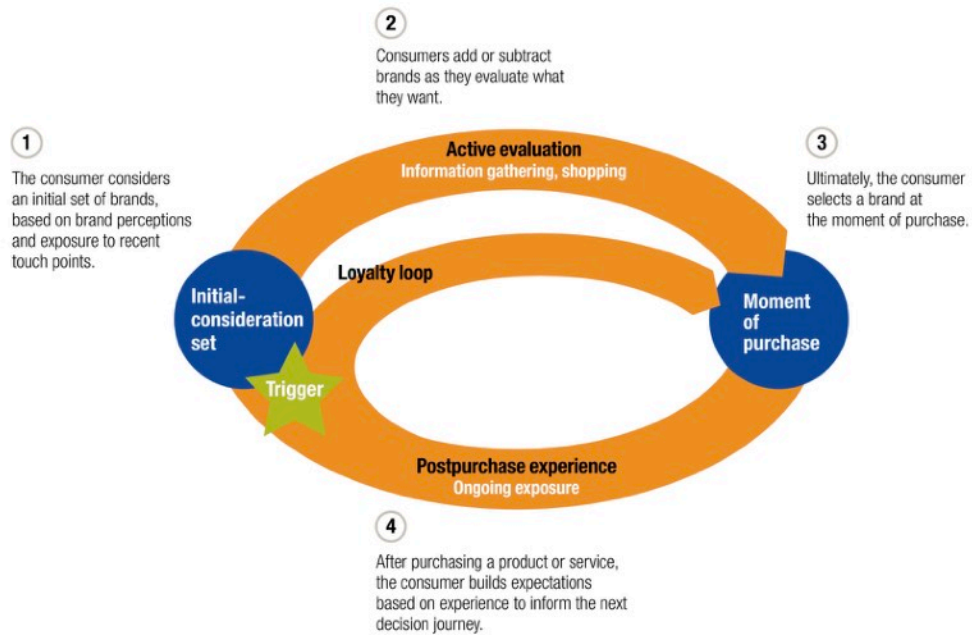 1
The consumer considers
an initial set of brands,
based on brand perceptions
and exposure to recent
touch points.
2
Consumers add or subtract
brands as they evaluate what
they want.
3
Ultimately, the consumer
selects a brand at
the moment of purchase.
Active evaluation
Information gathering, shopping
Loyalty loop
Initial-
consideration
set
Trigger
Moment
of
purchase
Postpurchase experience
Ongoing exposure
4
After purchasing a product or service,
the consumer builds expectations
based on experience to inform the next
decision journey.